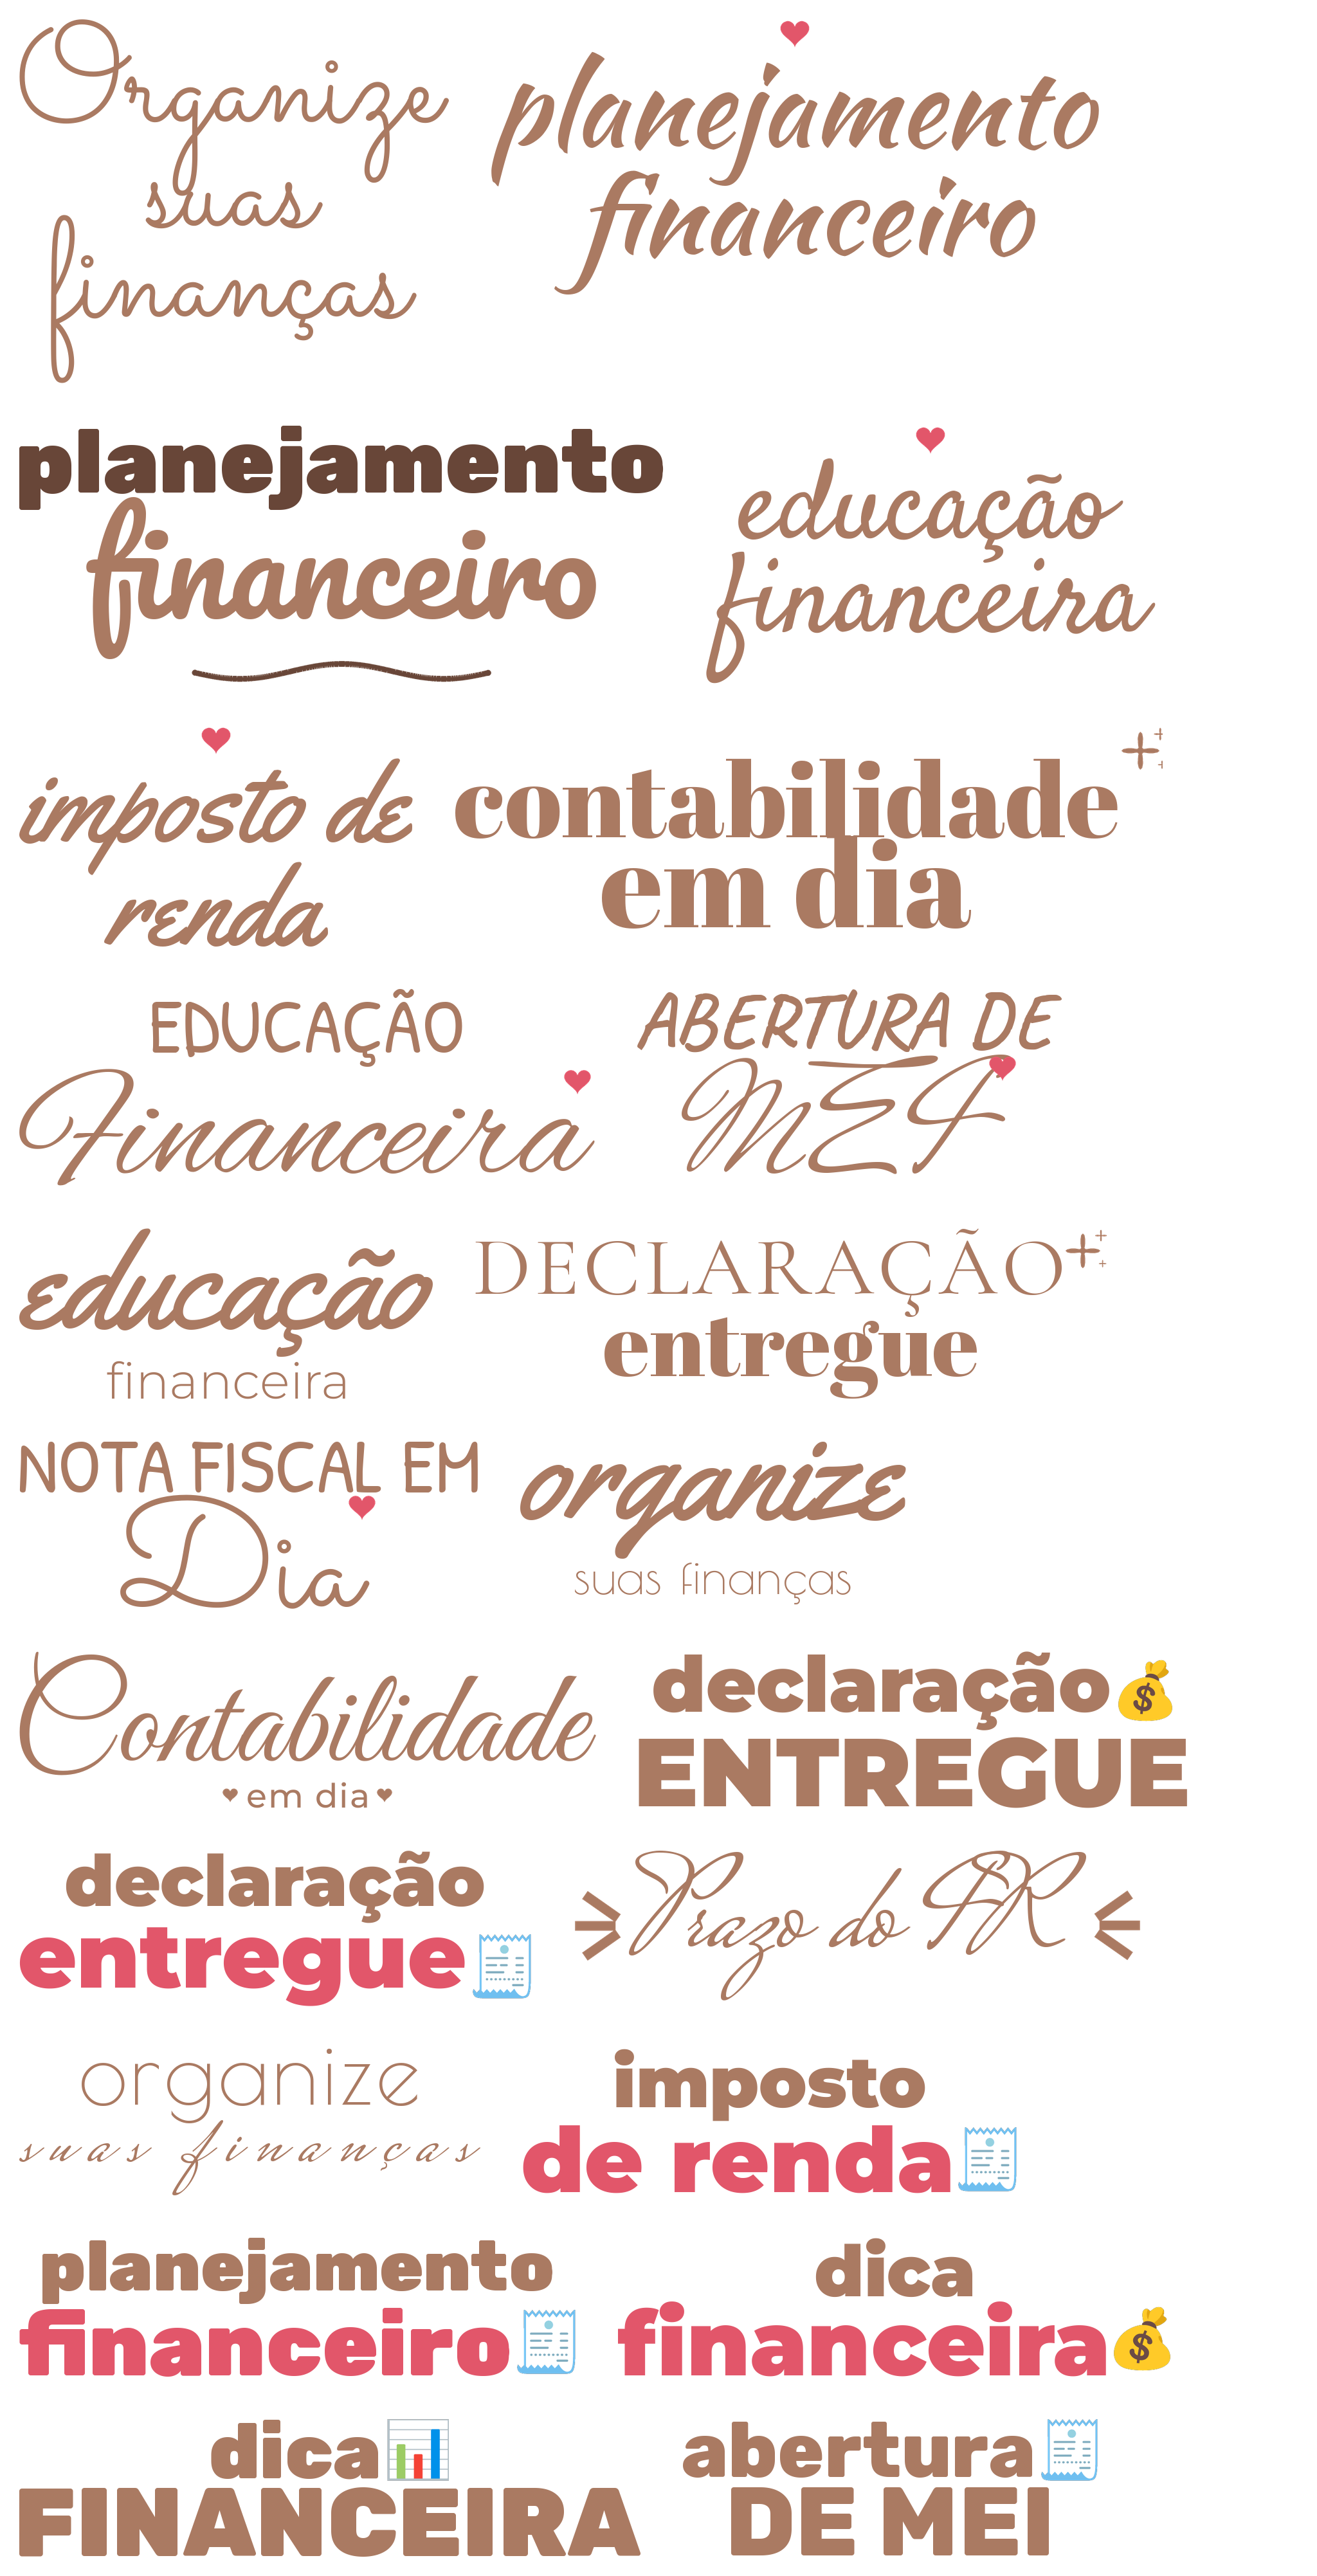 Organize
suas
finanças
planejamento
financeiro
planejamento
financeiro
educação
financeira
imposto de
renda
contabilidade
em dia
EDUCAÇÃO
Financeira
ABERTURA DE
MEI
educação
financeira
DECLARAÇÃO
entregue
NOTA FISCAL EM
Dia
organize
suas finanças
Contabilidade
em dia
declaração
ENTREGUE
declaração
entregue
Prazo do IR
organize
suas finanças
imposto
de renda
planejamento
financeiro
dica
financeira
dica
FINANCEIRA
abertura
DE MEI